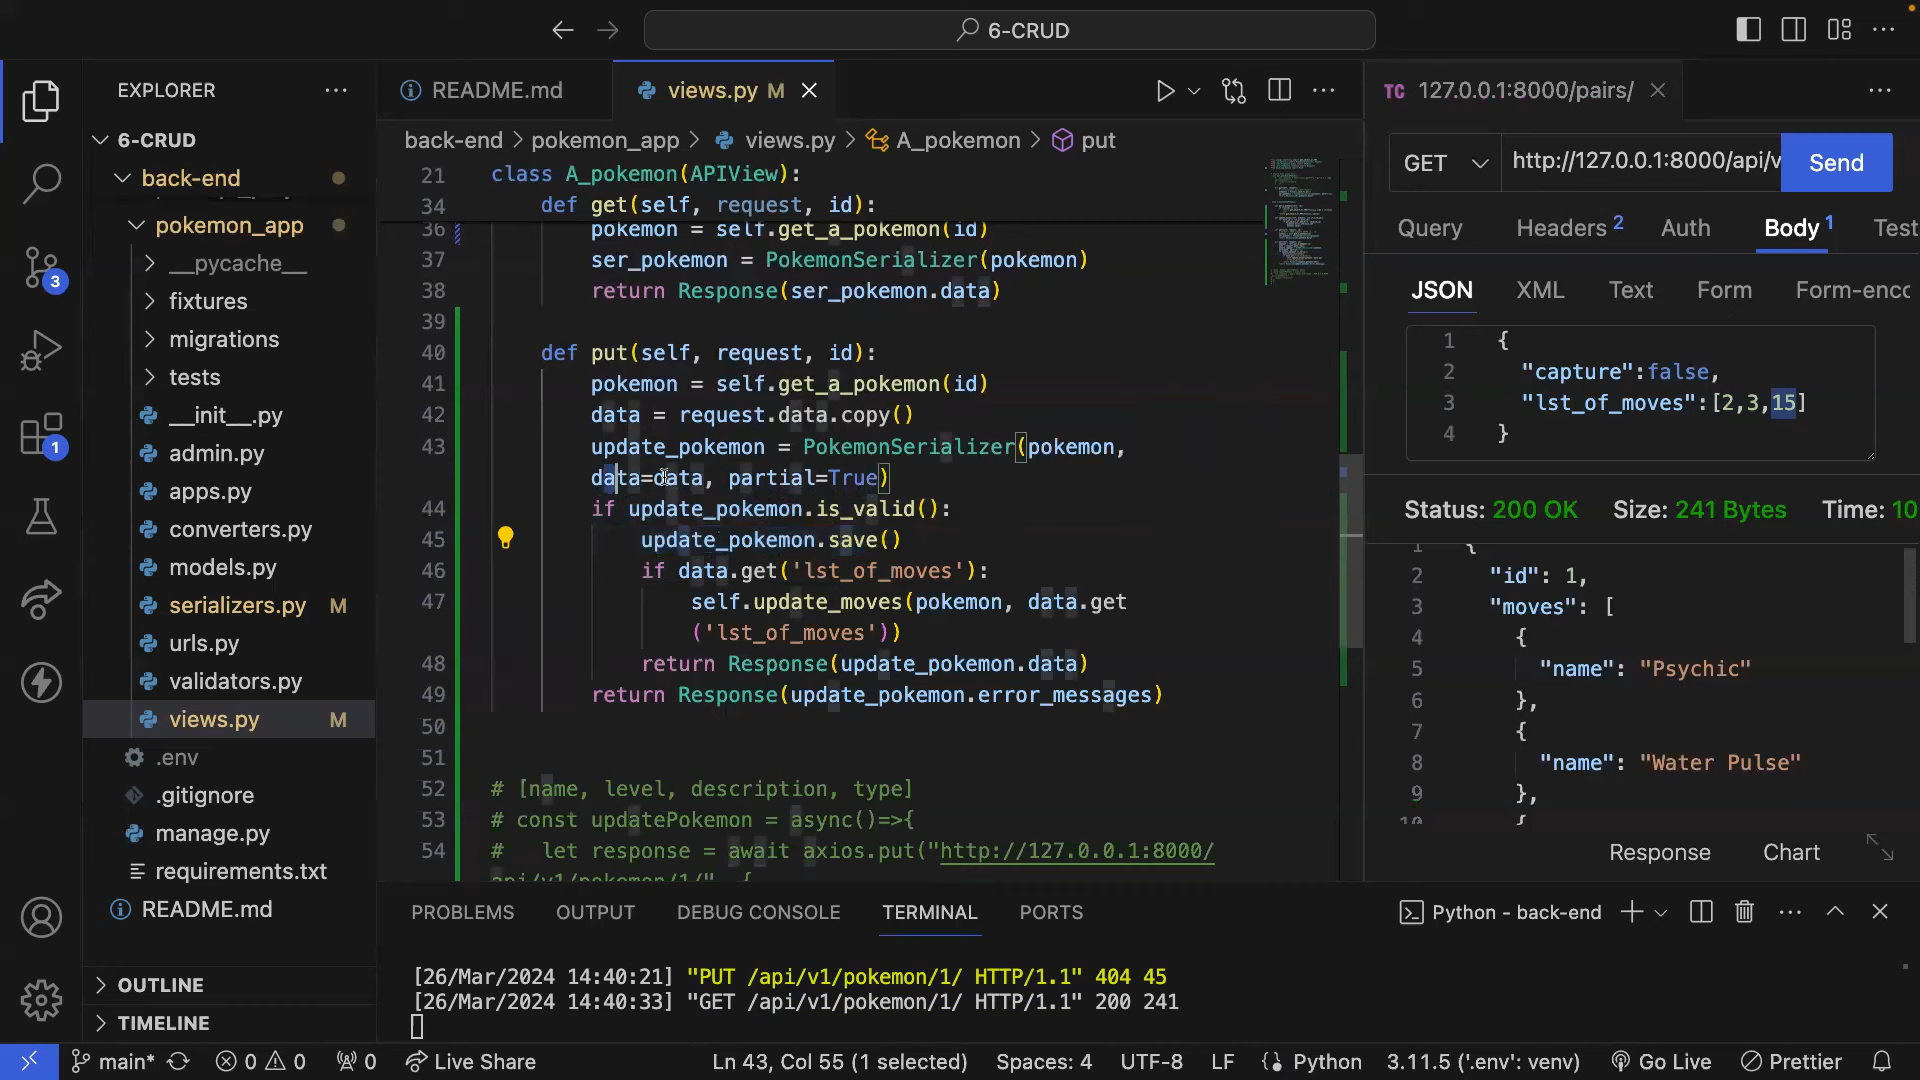 6-CRUD
EXPLORER
6-CRUD
back-end
pokemon_app
__pycache__
fixtures
migrations
tests
__init__.py
admin.py
apps.py
converters.py
models.py
serializers.py M
urls.py
validators.py
views.py M
.env
.gitignore
manage.py
requirements.txt
README.md
OUTLINE
TIMELINE
3
1
README.md
views.py M
back-end > pokemon_app > views.py > A_pokemon > put
21 class A_pokemon(APIView):
34 def get(self, request, id):
36 pokemon = self.get_a_pokemon(id)
37 ser_pokemon = PokemonSerializer(pokemon)
38 return Response(ser_pokemon.data)
39
40 def put(self, request, id):
41 pokemon = self.get_a_pokemon(id)
42 data = request.data.copy()
43 update_pokemon = PokemonSerializer(pokemon,
data=data, partial=True)
44 if update_pokemon.is_valid():
45 update_pokemon.save()
46 if data.get('lst_of_moves'):
47 self.update_moves(pokemon, data.get
('lst_of_moves'))
48 return Response(update_pokemon.data)
49 return Response(update_pokemon.error_messages)
50
51
52 # [name, level, description, type]
53 # const updatePokemon = async()=>{
54 # let response = await axios.put("http://127.0.0.1:8000/
api/v1/pokemon/1/", {
TC 127.0.0.1:8000/pairs/
GET http://127.0.0.1:8000/api/v Send
Query Headers 2 Auth Body 1 Test
JSON XML Text Form Form-enc
1 {
2 "capture":false,
3 "lst_of_moves":[2,3,15]
4 }
Status: 200 OK Size: 241 Bytes Time: 10
1 {
2 "id": 1,
3 "moves": [
4 {
5 "name": "Psychic"
6 },
7 {
8 "name": "Water Pulse"
9 },
10 {
Response Chart
PROBLEMS OUTPUT DEBUG CONSOLE TERMINAL PORTS
Python - back-end
[26/Mar/2024 14:40:21] "PUT /api/v1/pokemon/1/ HTTP/1.1" 404 45
[26/Mar/2024 14:40:33] "GET /api/v1/pokemon/1/ HTTP/1.1" 200 241
main* 0 0 0 Live Share Ln 43, Col 55 (1 selected) Spaces: 4 UTF-8 LF Python 3.11.5 ('.env': venv) Go Live Prettier